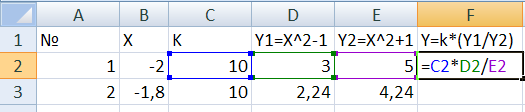 A B C D E F
1 № X K Y1=X^2-1 Y2=X^2+1 Y=k*(Y1/Y2)
2 1 -2 10 3 5 =C2*D2/E2
3 2 -1,8 10 2,24 4,24